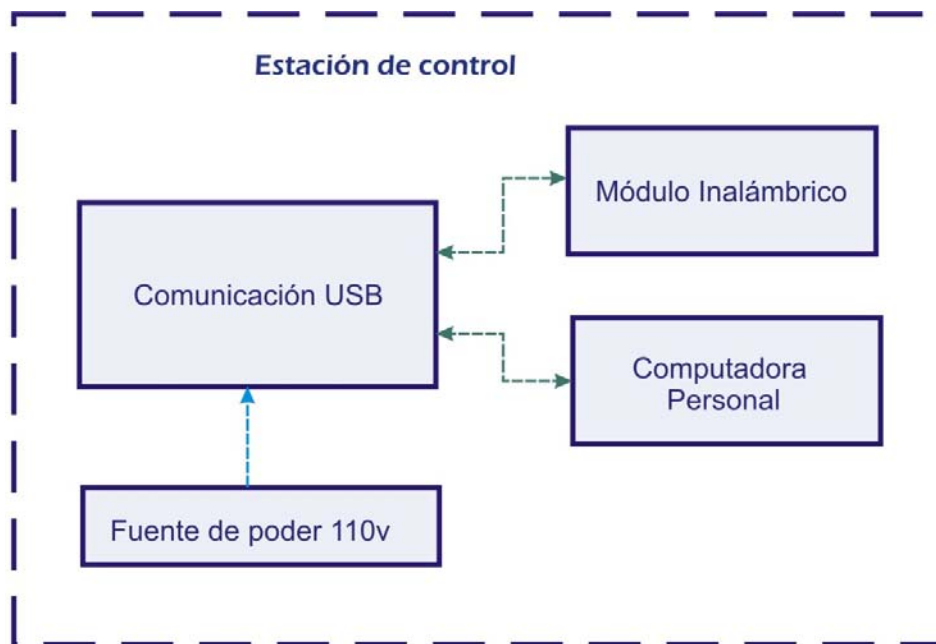 Estación de control
Módulo Inalámbrico
Comunicación USB
Computadora
Personal
Fuente de poder 110v